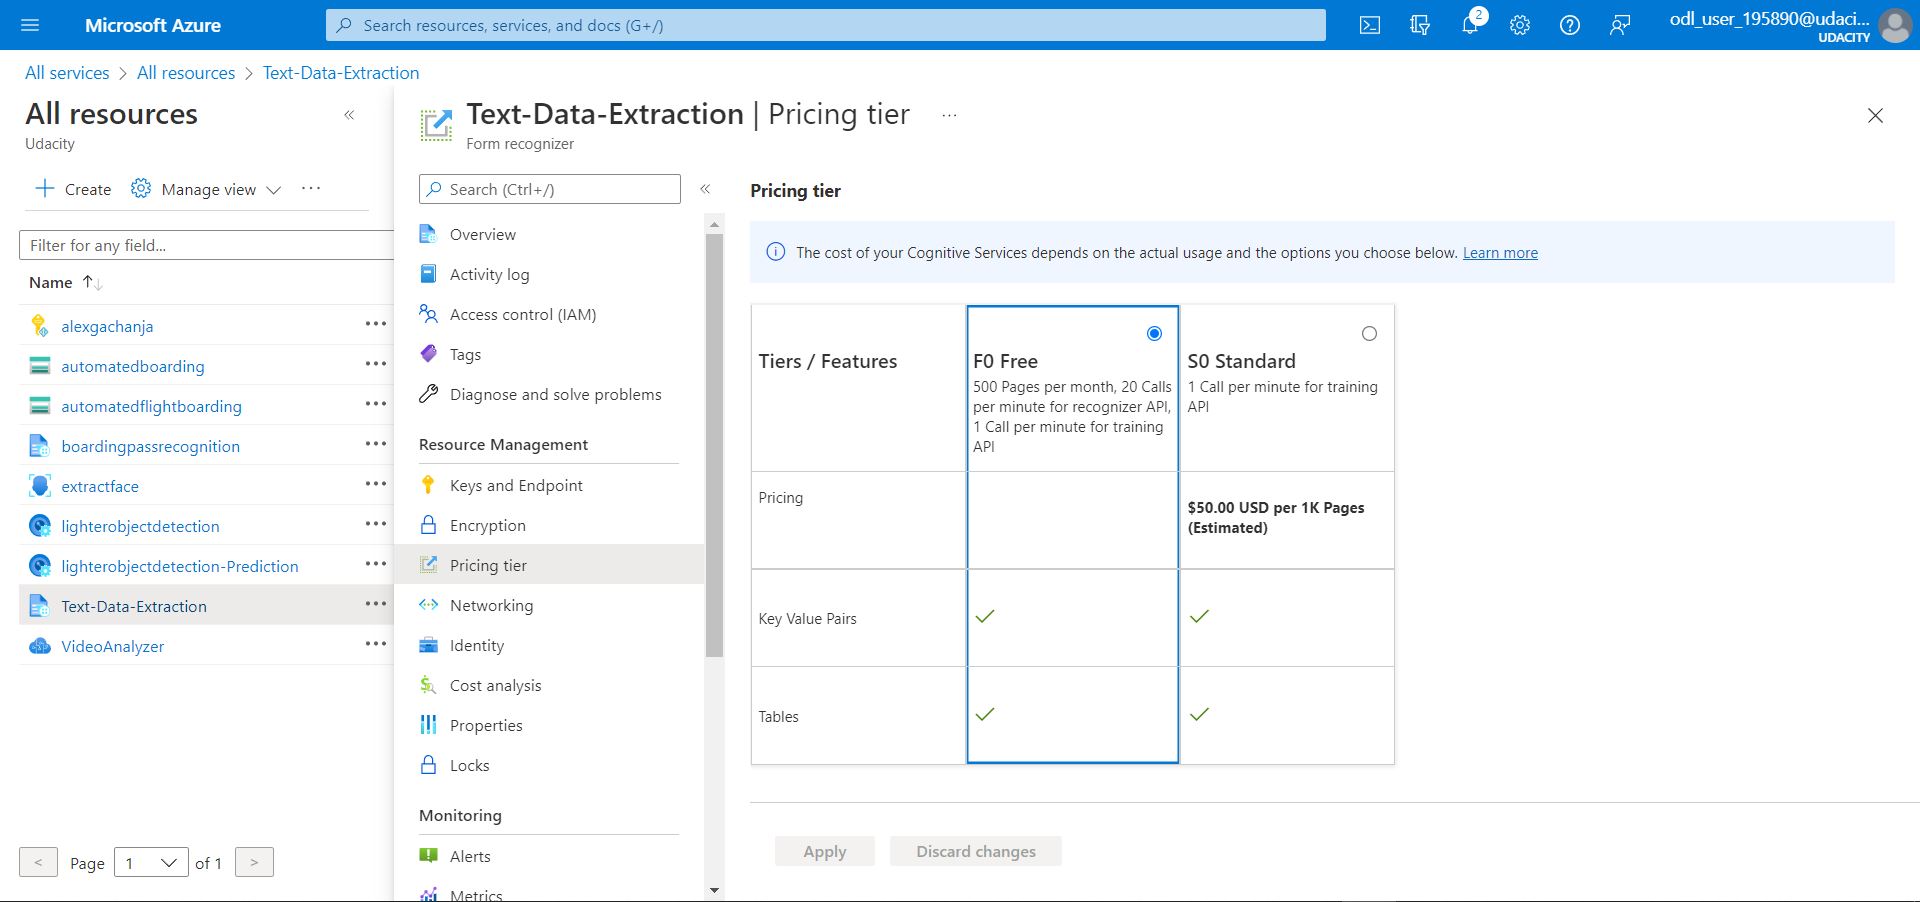 Microsoft Azure
Search resources, services, and docs (G+/)
2
odl_user_195890@udaci...
UDACITY
All services > All resources > Text-Data-Extraction
All resources
«
Udacity
+ Create
Manage view
···
Filter for any field...
Name ↑↓
alexgachanja
automatedboarding
automatedflightboarding
boardingpassrecognition
extractface
lighterobjectdetection
lighterobjectdetection-Prediction
Text-Data-Extraction
VideoAnalyzer
< Page 1 of 1 >
Text-Data-Extraction | Pricing tier
···
Form recognizer
Search (Ctrl+/)
«
Overview
Activity log
Access control (IAM)
Tags
Diagnose and solve problems
Resource Management
Keys and Endpoint
Encryption
Pricing tier
Networking
Identity
Cost analysis
Properties
Locks
Monitoring
Alerts
Metrics
Pricing tier
The cost of your Cognitive Services depends on the actual usage and the options you choose below. Learn more
Tiers / Features
F0 Free
500 Pages per month, 20 Calls
per minute for recognizer API,
1 Call per minute for training
API
S0 Standard
1 Call per minute for training
API
Pricing
$50.00 USD per 1K Pages
(Estimated)
Key Value Pairs
Tables
Apply
Discard changes